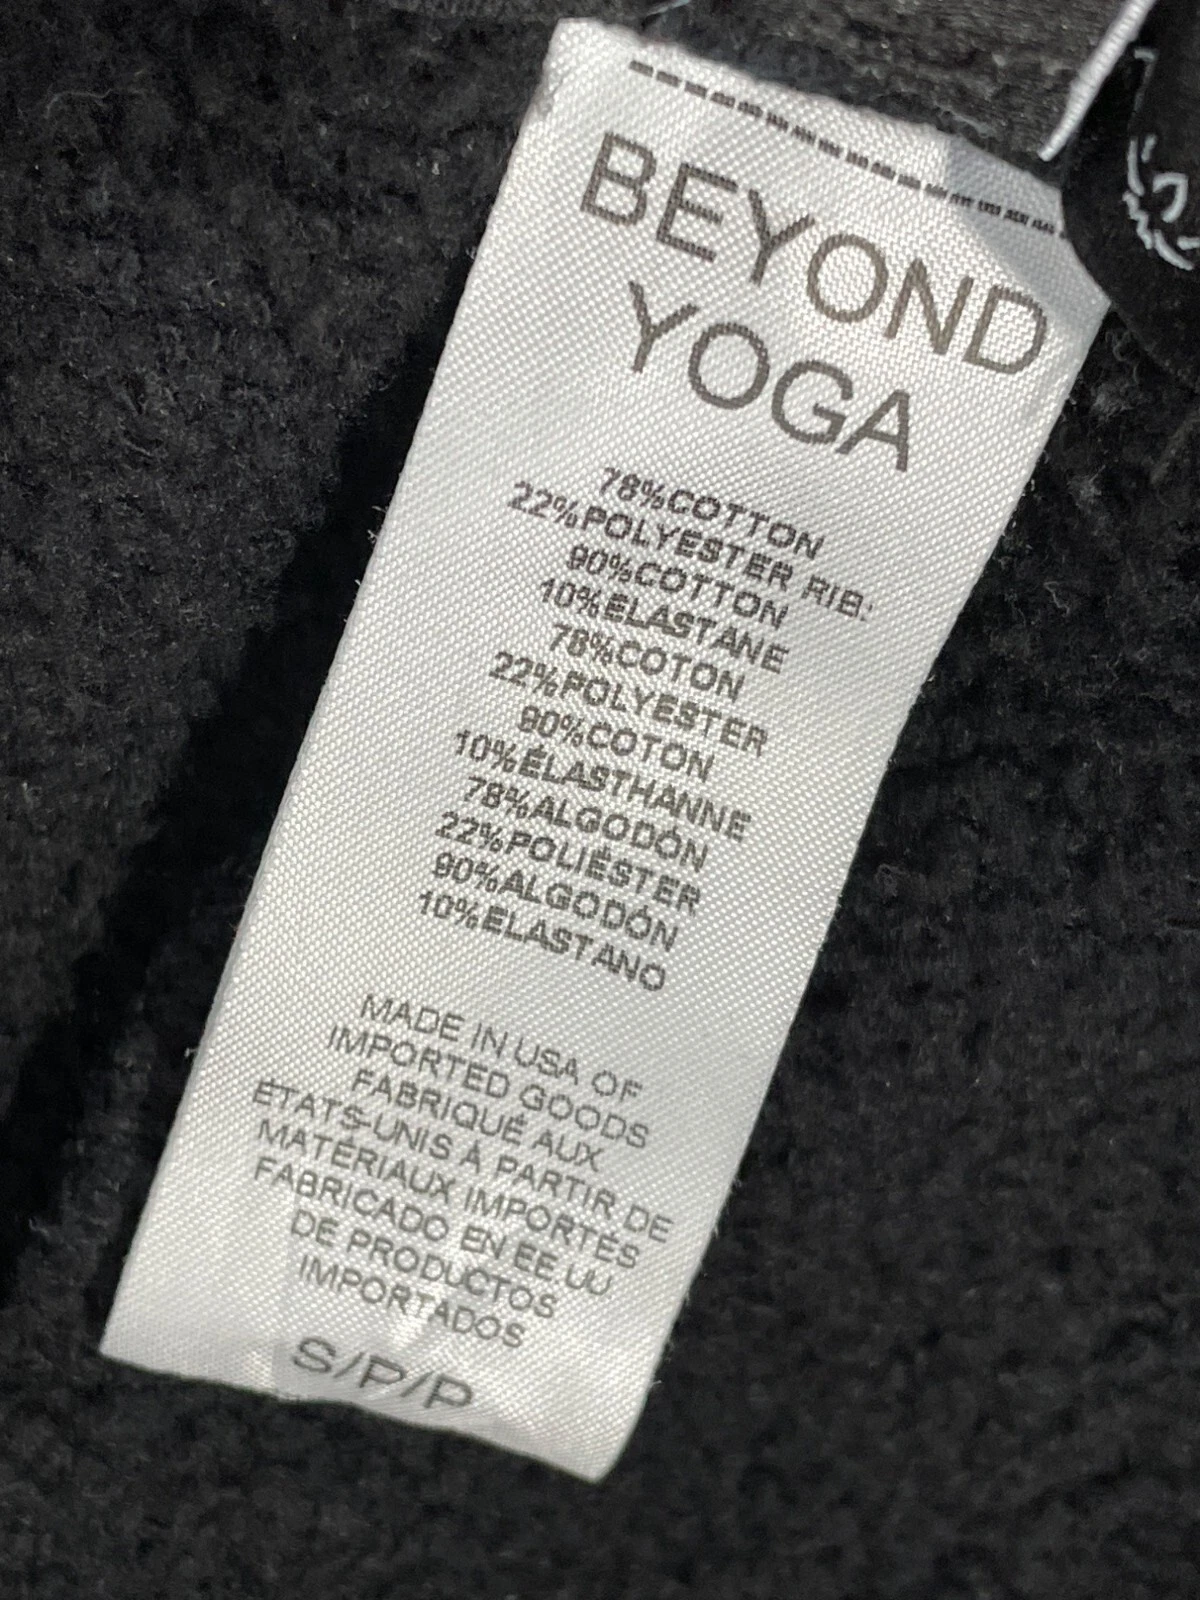 BEYOND
YOGA
78%COTTON
22%POLYESTER RIB:
90%COTTON
10%ELASTANE
78%COTON
22%POLYESTER
90%COTON
10%ÉLASTHANNE
78%ALGODÓN
22%POLIÉSTER
90%ALGODÓN
10%ELASTANO
MADE IN USA OF
IMPORTED GOODS
FABRIQUÉ AUX
ÉTATS-UNIS À PARTIR DE
MATÉRIAUX IMPORTÉS
FABRICADO EN EE.UU
DE PRODUCTOS
IMPORTADOS
S/P/P